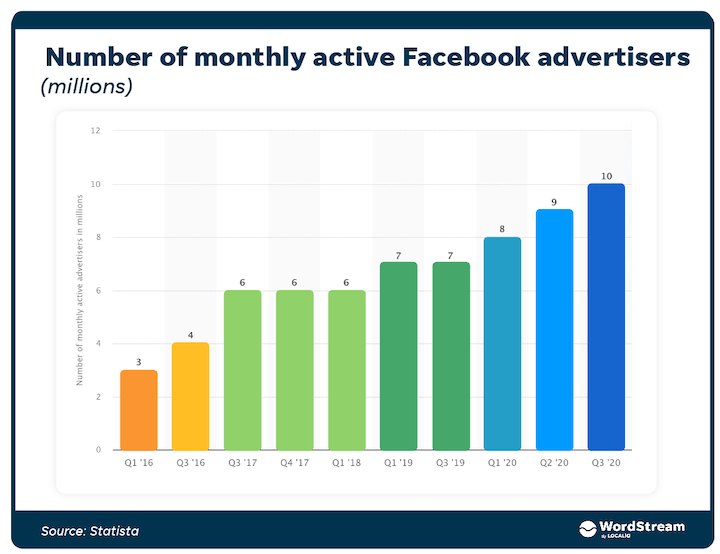 Number of monthly active Facebook advertisers
(millions)
Number of monthly active advertisers in millions
12
10
8
6
4
2
0
3
4
6
6
6
7
7
8
9
10
Q1 '16
Q3 '16
Q3 '17
Q4 '17
Q1 '18
Q1 '19
Q3 '19
Q1 '20
Q2 '20
Q3 '20
Source: Statista
WordStream
By LOCALiQ